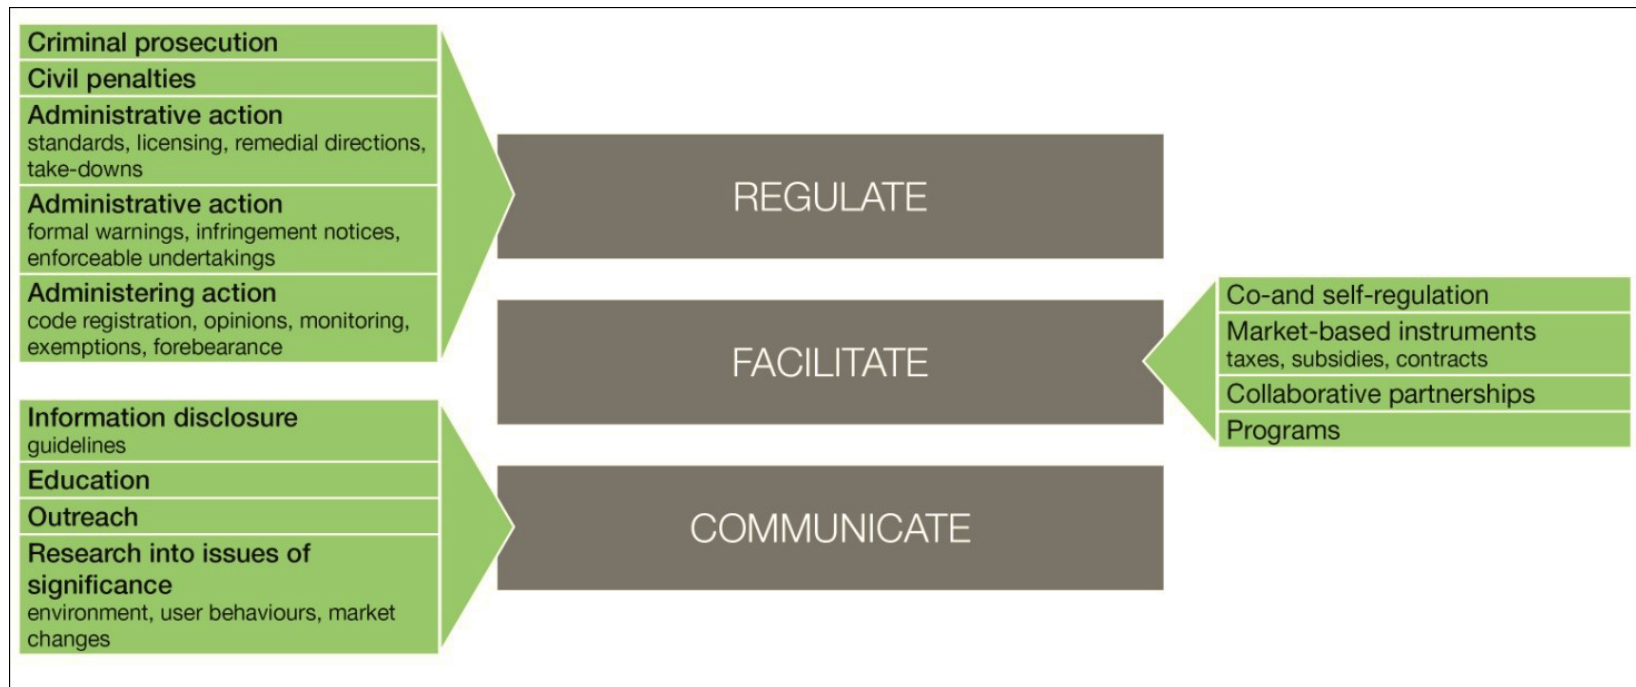 Criminal prosecution
Civil penalties
Administrative action
standards, licensing, remedial directions,
take-downs
Administrative action
formal warnings, infringement notices,
enforceable undertakings
Administering action
code registration, opinions, monitoring,
exemptions, forebearance
REGULATE
FACILITATE
Co-and self-regulation
Market-based instruments
taxes, subsidies, contracts
Collaborative partnerships
Programs
Information disclosure
guidelines
Education
Outreach
Research into issues of
significance
environment, user behaviours, market
changes
COMMUNICATE